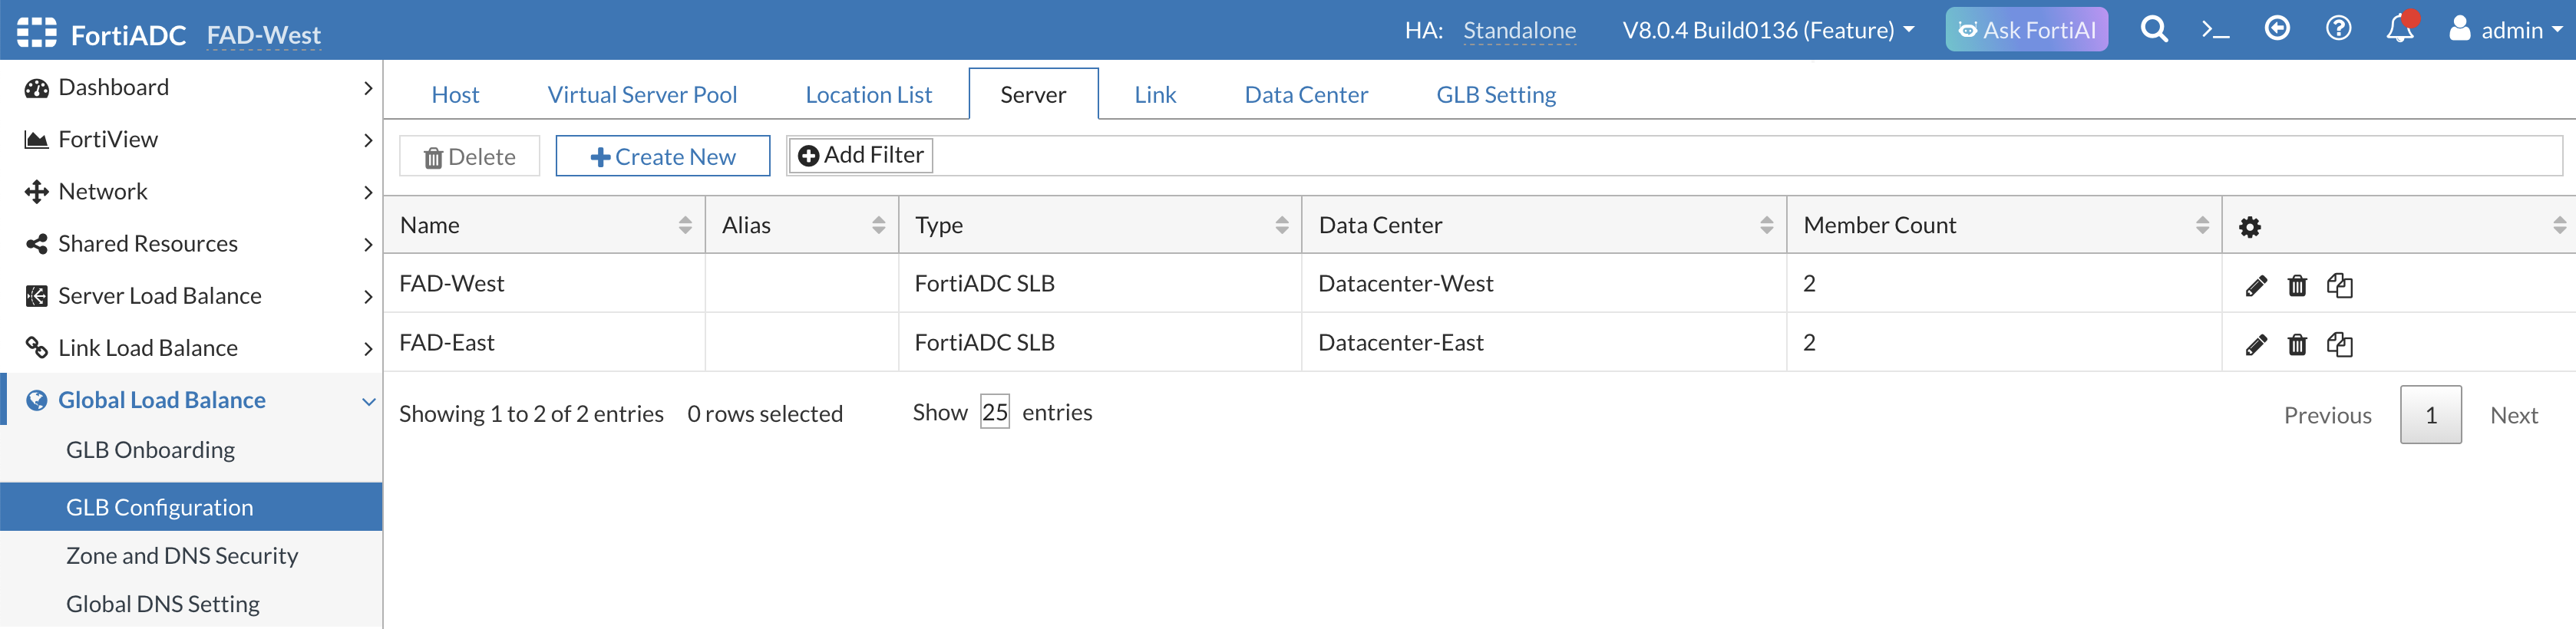 FortiADC FAD-West HA: Standalone V8.0.4 Build0136 (Feature) Ask FortiAI admin
Dashboard
FortiView
Network
Shared Resources
Server Load Balance
Link Load Balance
Global Load Balance
GLB Onboarding
GLB Configuration
Zone and DNS Security
Global DNS Setting
Host Virtual Server Pool Location List Server Link Data Center GLB Setting
Delete Create New Add Filter
Name Alias Type Data Center Member Count
FAD-West FortiADC SLB Datacenter-West 2
FAD-East FortiADC SLB Datacenter-East 2
Showing 1 to 2 of 2 entries 0 rows selected Show 25 entries Previous 1 Next